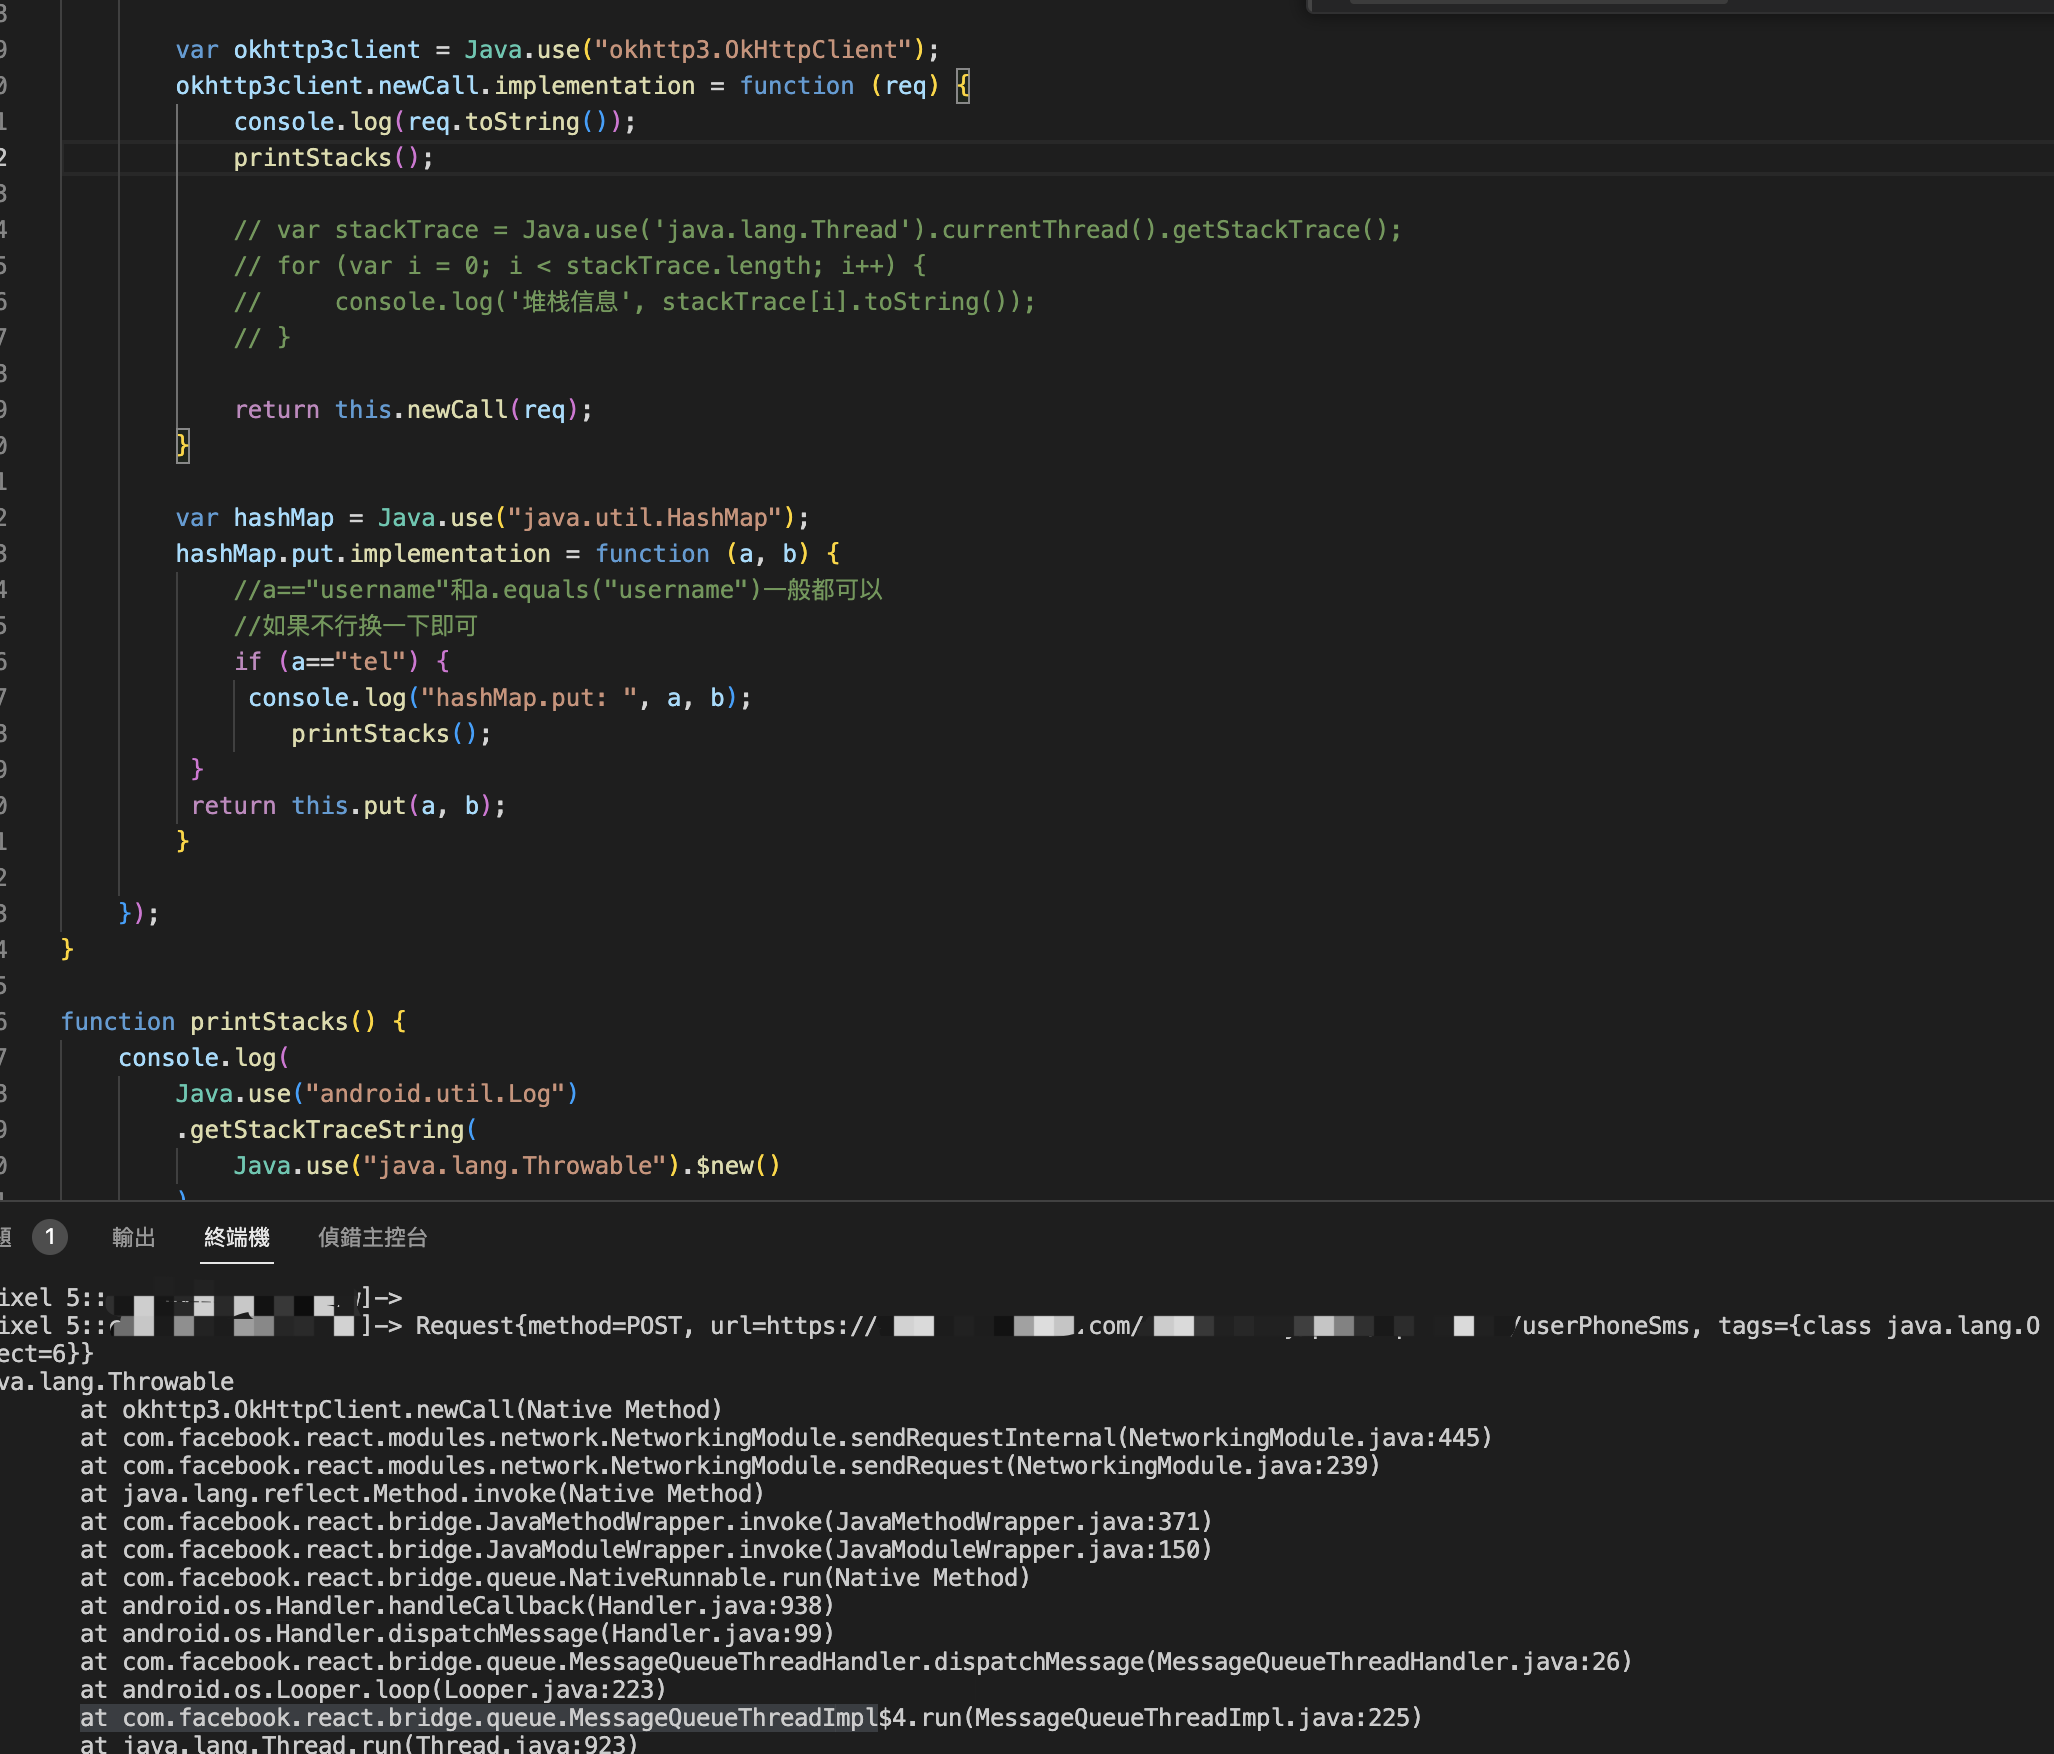 var okhttp3client = Java.use("okhttp3.OkHttpClient");
okhttp3client.newCall.implementation = function (req) {
console.log(req.toString());
printStacks();
// var stackTrace = Java.use('java.lang.Thread').currentThread().getStackTrace();
// for (var i = 0; i < stackTrace.length; i++) {
//     console.log('堆栈信息', stackTrace[i].toString());
// }
return this.newCall(req);
}
var hashMap = Java.use("java.util.HashMap");
hashMap.put.implementation = function (a, b) {
//a=="username"和a.equals("username")一般都可以
//如果不行换一下即可
if (a=="tel") {
console.log("hashMap.put: ", a, b);
printStacks();
}
return this.put(a, b);
}
});
}
function printStacks() {
console.log(
Java.use("android.util.Log")
.getStackTraceString(
Java.use("java.lang.Throwable").$new()
)
題 1 輸出 終端機 偵錯主控台
ixel 5:: ]->
ixel 5:: ]-> Request{method=POST, url=https:// .com/ /userPhoneSms, tags={class java.lang.O
ect=6}}
va.lang.Throwable
at okhttp3.OkHttpClient.newCall(Native Method)
at com.facebook.react.modules.network.NetworkingModule.sendRequestInternal(NetworkingModule.java:445)
at com.facebook.react.modules.network.NetworkingModule.sendRequest(NetworkingModule.java:239)
at java.lang.reflect.Method.invoke(Native Method)
at com.facebook.react.bridge.JavaMethodWrapper.invoke(JavaMethodWrapper.java:371)
at com.facebook.react.bridge.JavaModuleWrapper.invoke(JavaModuleWrapper.java:150)
at com.facebook.react.bridge.queue.NativeRunnable.run(Native Method)
at android.os.Handler.handleCallback(Handler.java:938)
at android.os.Handler.dispatchMessage(Handler.java:99)
at com.facebook.react.bridge.queue.MessageQueueThreadHandler.dispatchMessage(MessageQueueThreadHandler.java:26)
at android.os.Looper.loop(Looper.java:223)
at com.facebook.react.bridge.queue.MessageQueueThreadImpl$4.run(MessageQueueThreadImpl.java:225)
at java.lang.Thread.run(Thread.java:923)